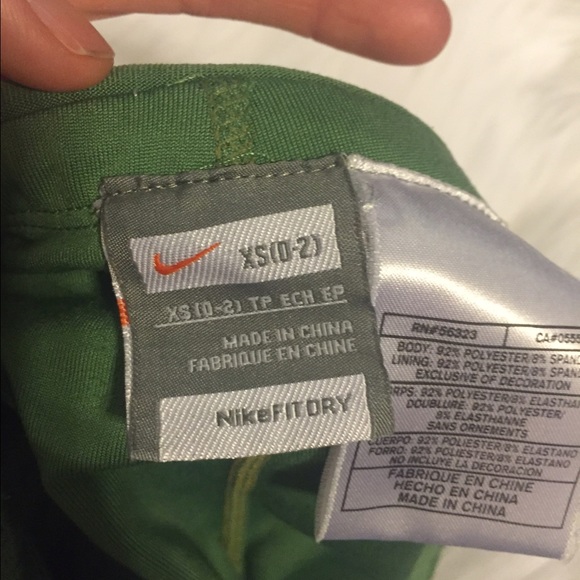 XS(0-2)
XS (0-2) TP ECH EP
MADE IN CHINA
FABRIQUE EN CHINE
NikeFIT DRY
RN#56323
BODY: 92% POLYESTER/8%
LINING: 92% POLYESTER/8%
EXCLUSIVE OF DECORATION
92% POLYESTER/8%
DOUBLURE: 92% POLYESTER/
8% ELASTHANNE
SANS ORNEMENTS
CUERPO: 92% POLIESTER/8% ELASTANO
FORRO: 92% POLIESTER/8% ELASTANO
NO INCLUYE LA DECORACION
FABRIQUE EN CHINE
HECHO EN CHINA
MADE IN CHINA